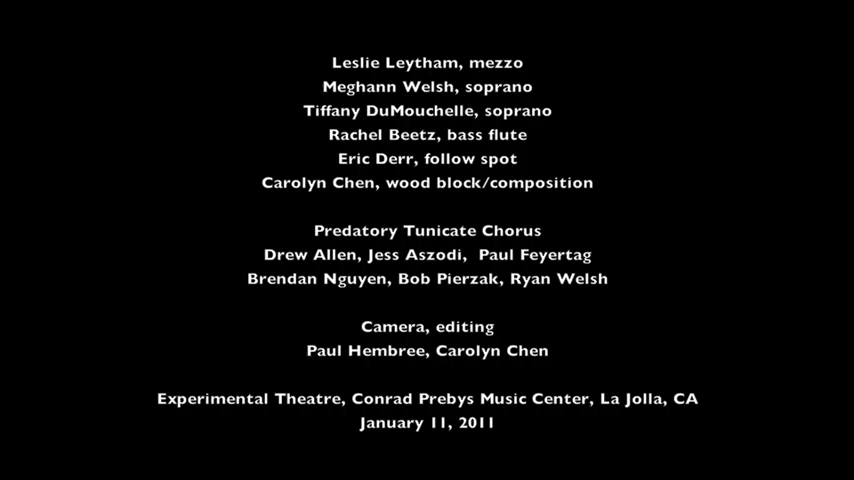 Leslie Leytham, mezzo
Meghann Welsh, soprano
Tiffany DuMouchelle, soprano
Rachel Beetz, bass flute
Eric Derr, follow spot
Carolyn Chen, wood block/composition
Predatory Tunicate Chorus
Drew Allen, Jess Aszodi, Paul Feyertag
Brendan Nguyen, Bob Pierzak, Ryan Welsh
Camera, editing
Paul Hembree, Carolyn Chen
Experimental Theatre, Conrad Prebys Music Center, La Jolla, CA
January 11, 2011